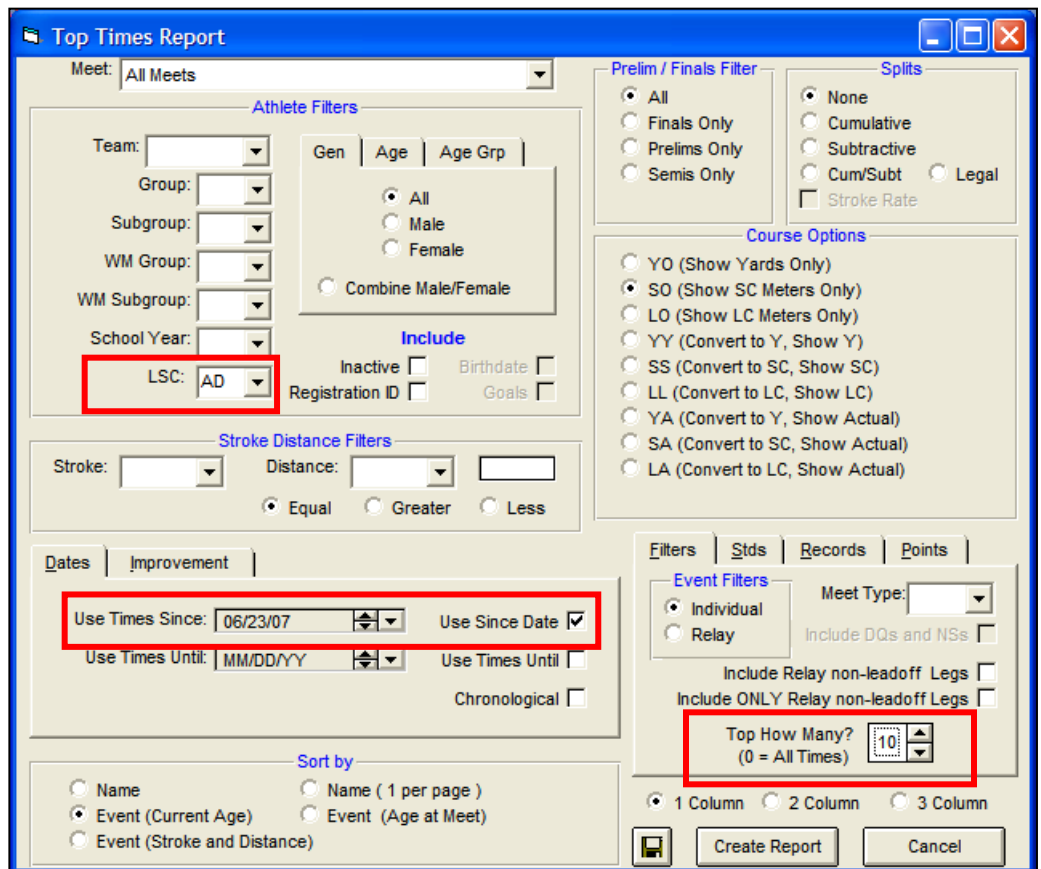 Top Times Report
Meet: All Meets
Athlete Filters
Team:
Group:
Subgroup:
WM Group:
WM Subgroup:
School Year:
LSC: AD
Gen Age Age Grp
All
Male
Female
Combine Male/Female
Include
Inactive Birthdate
Registration ID Goals
Prelim / Finals Filter
All
Finals Only
Prelims Only
Semis Only
Splits
None
Cumulative
Subtractive
Cum/Subt Legal
Stroke Rate
Course Options
YO (Show Yards Only)
SO (Show SC Meters Only)
LO (Show LC Meters Only)
YY (Convert to Y, Show Y)
SS (Convert to SC, Show SC)
LL (Convert to LC, Show LC)
YA (Convert to Y, Show Actual)
SA (Convert to SC, Show Actual)
LA (Convert to LC, Show Actual)
Stroke Distance Filters
Stroke: Distance:
Equal Greater Less
Dates Improvement
Use Times Since: 06/23/07 Use Since Date
Use Times Until: MM/DD/YY Use Times Until
Chronological
Filters Stds Records Points
Event Filters
Individual
Relay
Meet Type:
Include DQs and NSs
Include Relay non-leadoff Legs
Include ONLY Relay non-leadoff Legs
Top How Many? 10
(0 = All Times)
Sort by
Name Name ( 1 per page )
Event (Current Age) Event (Age at Meet)
Event (Stroke and Distance)
1 Column 2 Column 3 Column
Create Report Cancel